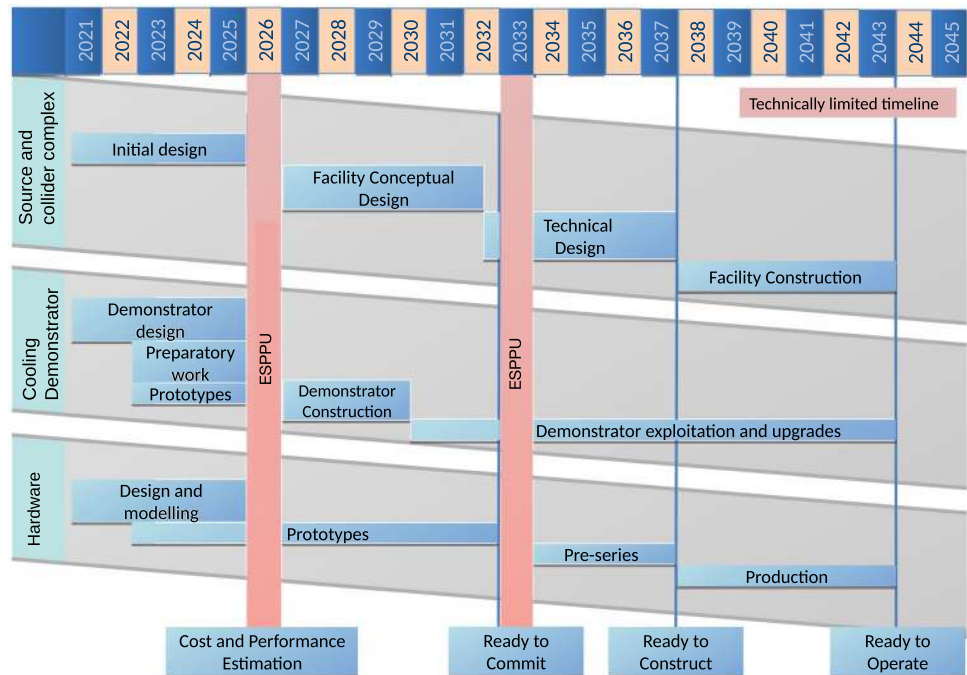 2021 2022 2023 2024 2025 2026 2027 2028 2029 2030 2031 2032 2033 2034 2035 2036 2037 2038 2039 2040 2041 2042 2043 2044 2045
Technically limited timeline
Source and
collider complex
Initial design
Facility Conceptual
Design
Technical
Design
Facility Construction
Cooling
Demonstrator
Demonstrator
design
Preparatory
work
Prototypes
ESPPU
ESPPU
Demonstrator
Construction
Demonstrator exploitation and upgrades
Hardware
Design and
modelling
Prototypes
Pre-series
Production
Cost and Performance
Estimation
Ready to
Commit
Ready to
Construct
Ready to
Operate